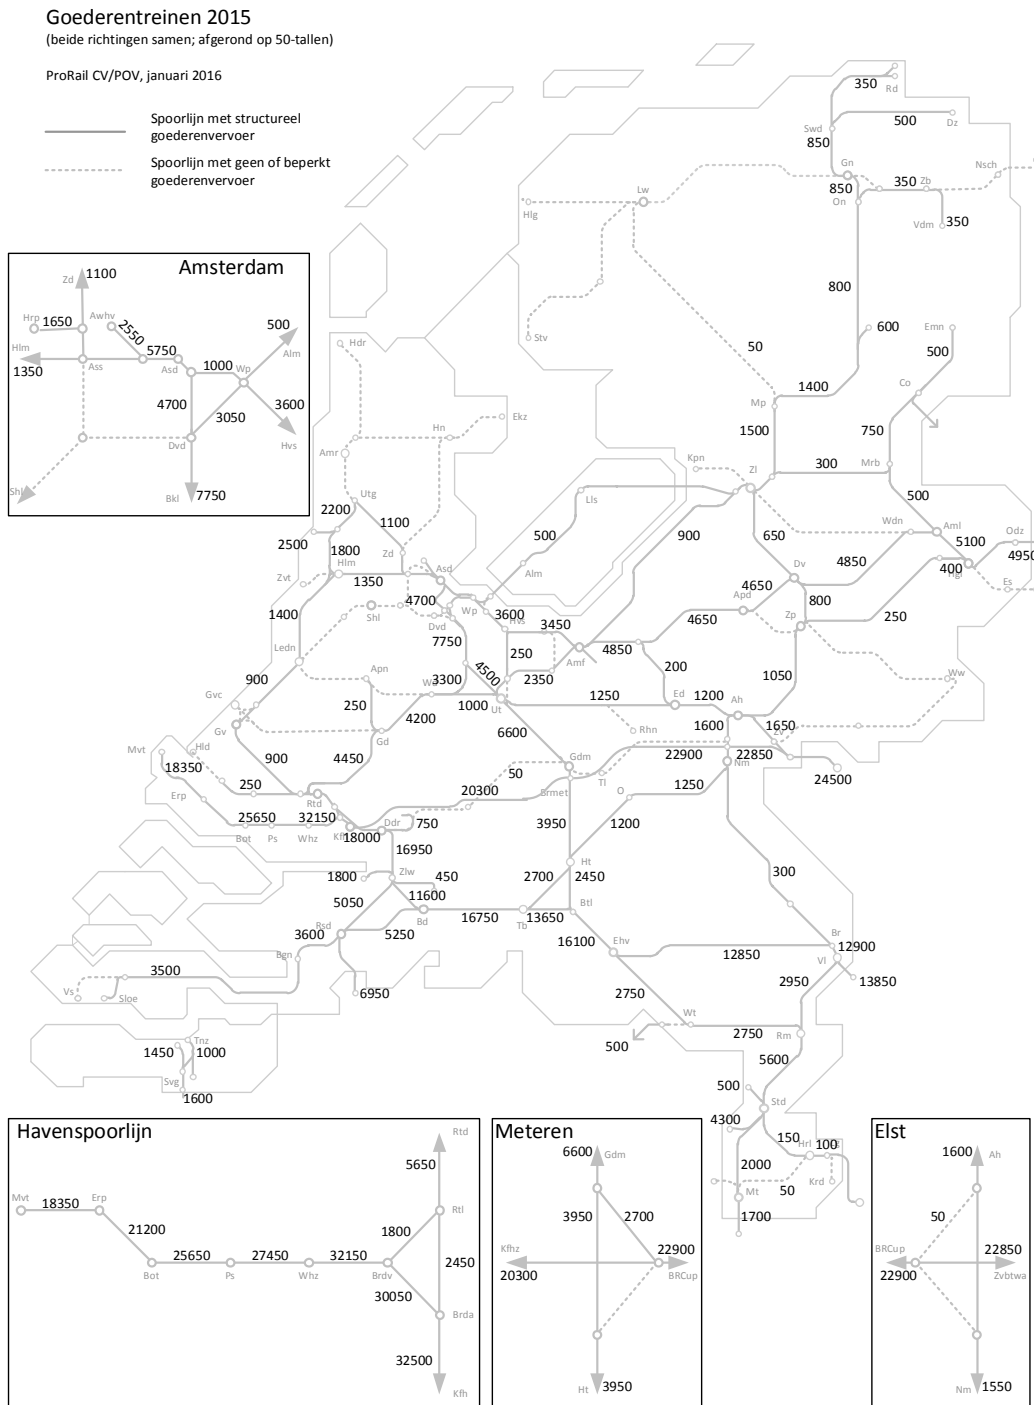 Goederentreinen 2015
(beide richtingen samen; afgerond op 50-tallen)
ProRail CV/POV, januari 2016
Spoorlijn met structureel
goederenvervoer
Spoorlijn met geen of beperkt
goederenvervoer
350
Rd
Swd
500
Dz
850
Gn
Nsch
850
350
Zb
On
Vdm
350
Lw
Hlg
800
600
Emn
500
Stv
50
Co
1400
Mp
750
1500
Kpn
Zl
300
Mrb
500
Amsterdam
Zd
1100
Hrp
1650
Awhv
2550
500
Alm
Hlm
1350
Ass
5750
Asd
1000
Wp
4700
3050
3600
Hvs
Dvd
Shl
Bkl
7750
Hdr
Ekz
Hn
Amr
Utg
2200
1100
2500
1800
Zd
Hlm
1350
Zvt
Asd
4700
Wp
Lls
500
Alm
900
650
Wdn
Aml
5100
Odz
4950
4850
Dv
4650
400
Hgl
Es
1400
Shl
Dvd
7750
3600
Hvs
3450
250
Amf
4850
4650
Apd
800
Zp
250
Ledn
Apn
900
Gvc
Gv
250
3300
4200
Gd
4500
2350
1000
Ut
200
1250
Ed
1200
Ah
1050
Ww
1600
1650
Zv
Rhn
6600
Mvt
18350
Hld
900
4450
Gdm
22900
Nm
22850
24500
50
Tl
Erp
250
Rtd
20300
Brmet
O
1250
25650
32150
Bot
Ps
Whz
Kfh
18000
Ddr
750
3950
1200
16950
Ht
1800
Zlw
450
2700
2450
300
5050
11600
Btl
Rsd
Bd
16750
Tb
13650
3600
5250
16100
Ehv
12850
Br
12900
Vl
Bgn
3500
Vs
Sloe
6950
2750
2950
13850
Wt
Tnz
1450
1000
500
2750
Rm
Svg
5600
1600
500
Std
4300
150
Hrl
100
2000
50
Krd
Mt
1700
Havenspoorlijn
Rtd
5650
Mvt
18350
Erp
Rtl
21200
1800
25650
27450
32150
2450
Bot
Ps
Whz
Brdv
30050
Brda
32500
Kfh
Meteren
6600
Gdm
3950
2700
Kfhz
20300
22900
BRCup
Ht
3950
Elst
1600
Ah
50
BRCup
22900
22850
Zvbtwa
Nm
1550